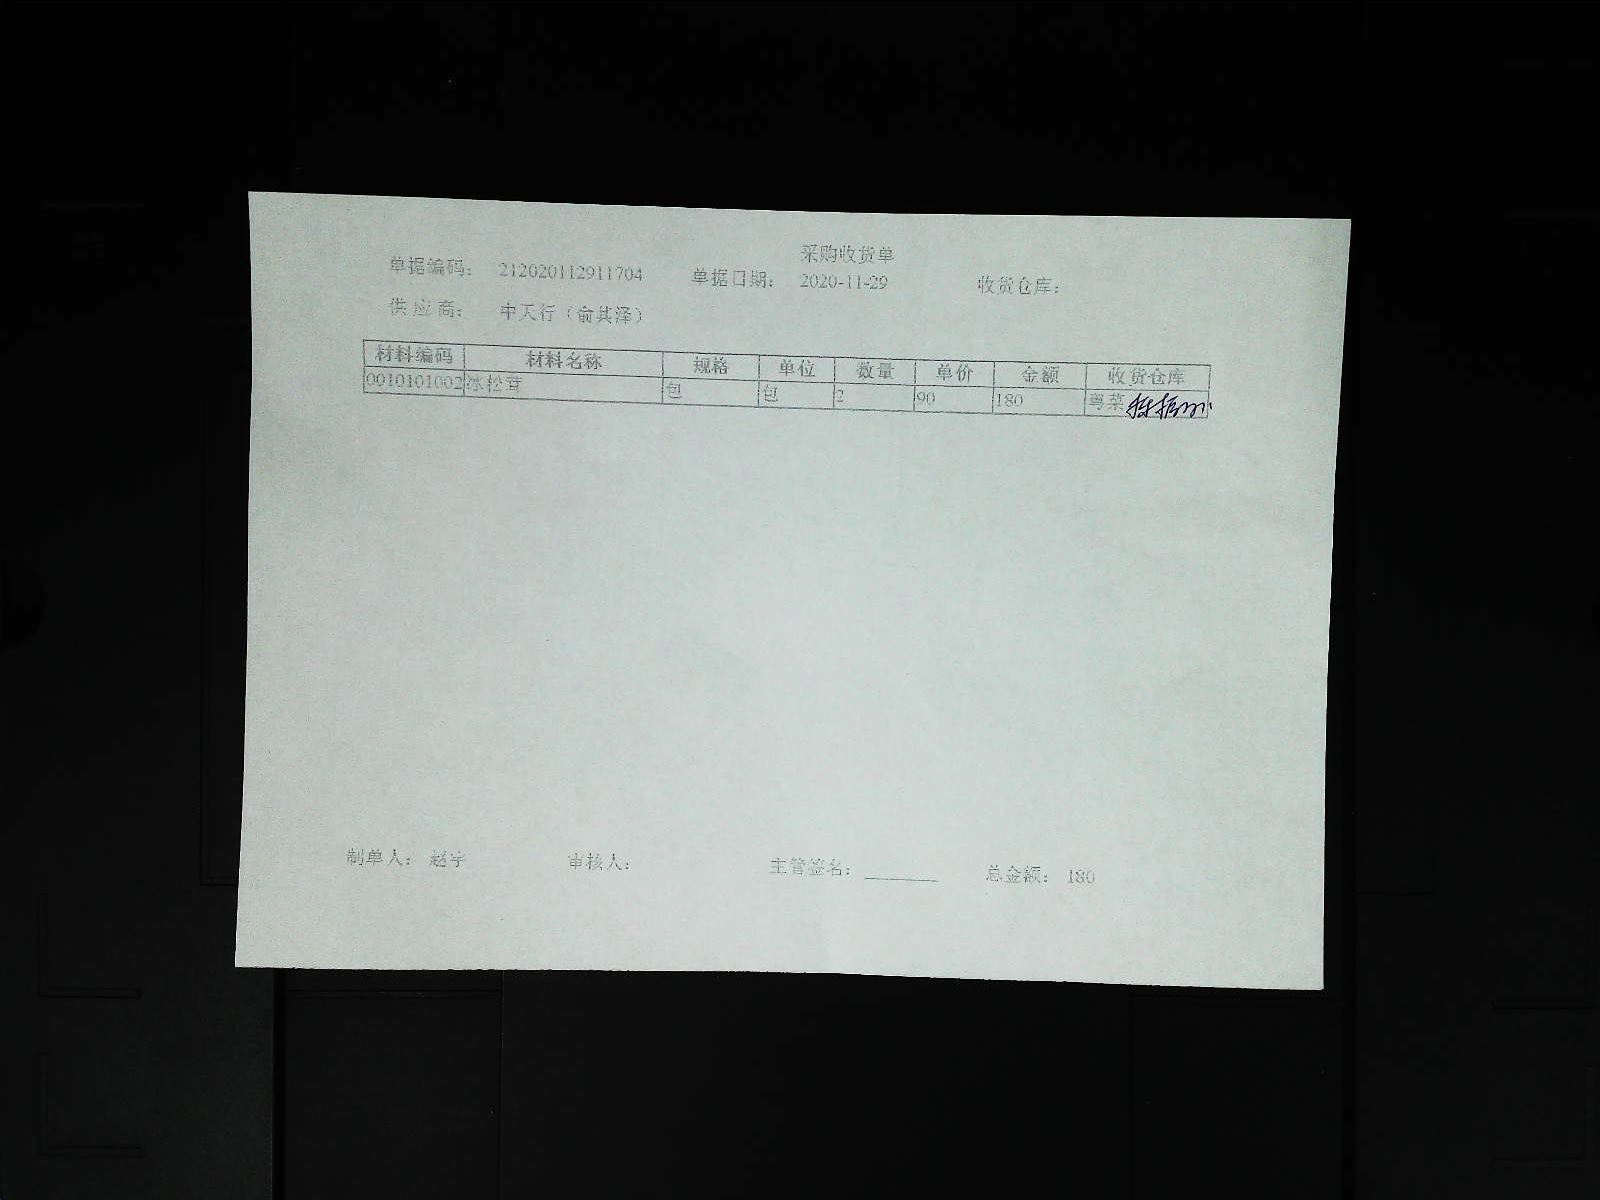 采购收货单
单据编码： 212020112911704 单据日期： 2020-11-29 收货仓库：
供应商： 中天行（俞其泽）
材料编码 材料名称 规格 单位 数量 单价 金额 收货仓库
0010101002 冰松茸 包 包 2 90 180 粤菜
制单人： 赵宇 审核人： 主管签名： ________ 总金额： 180